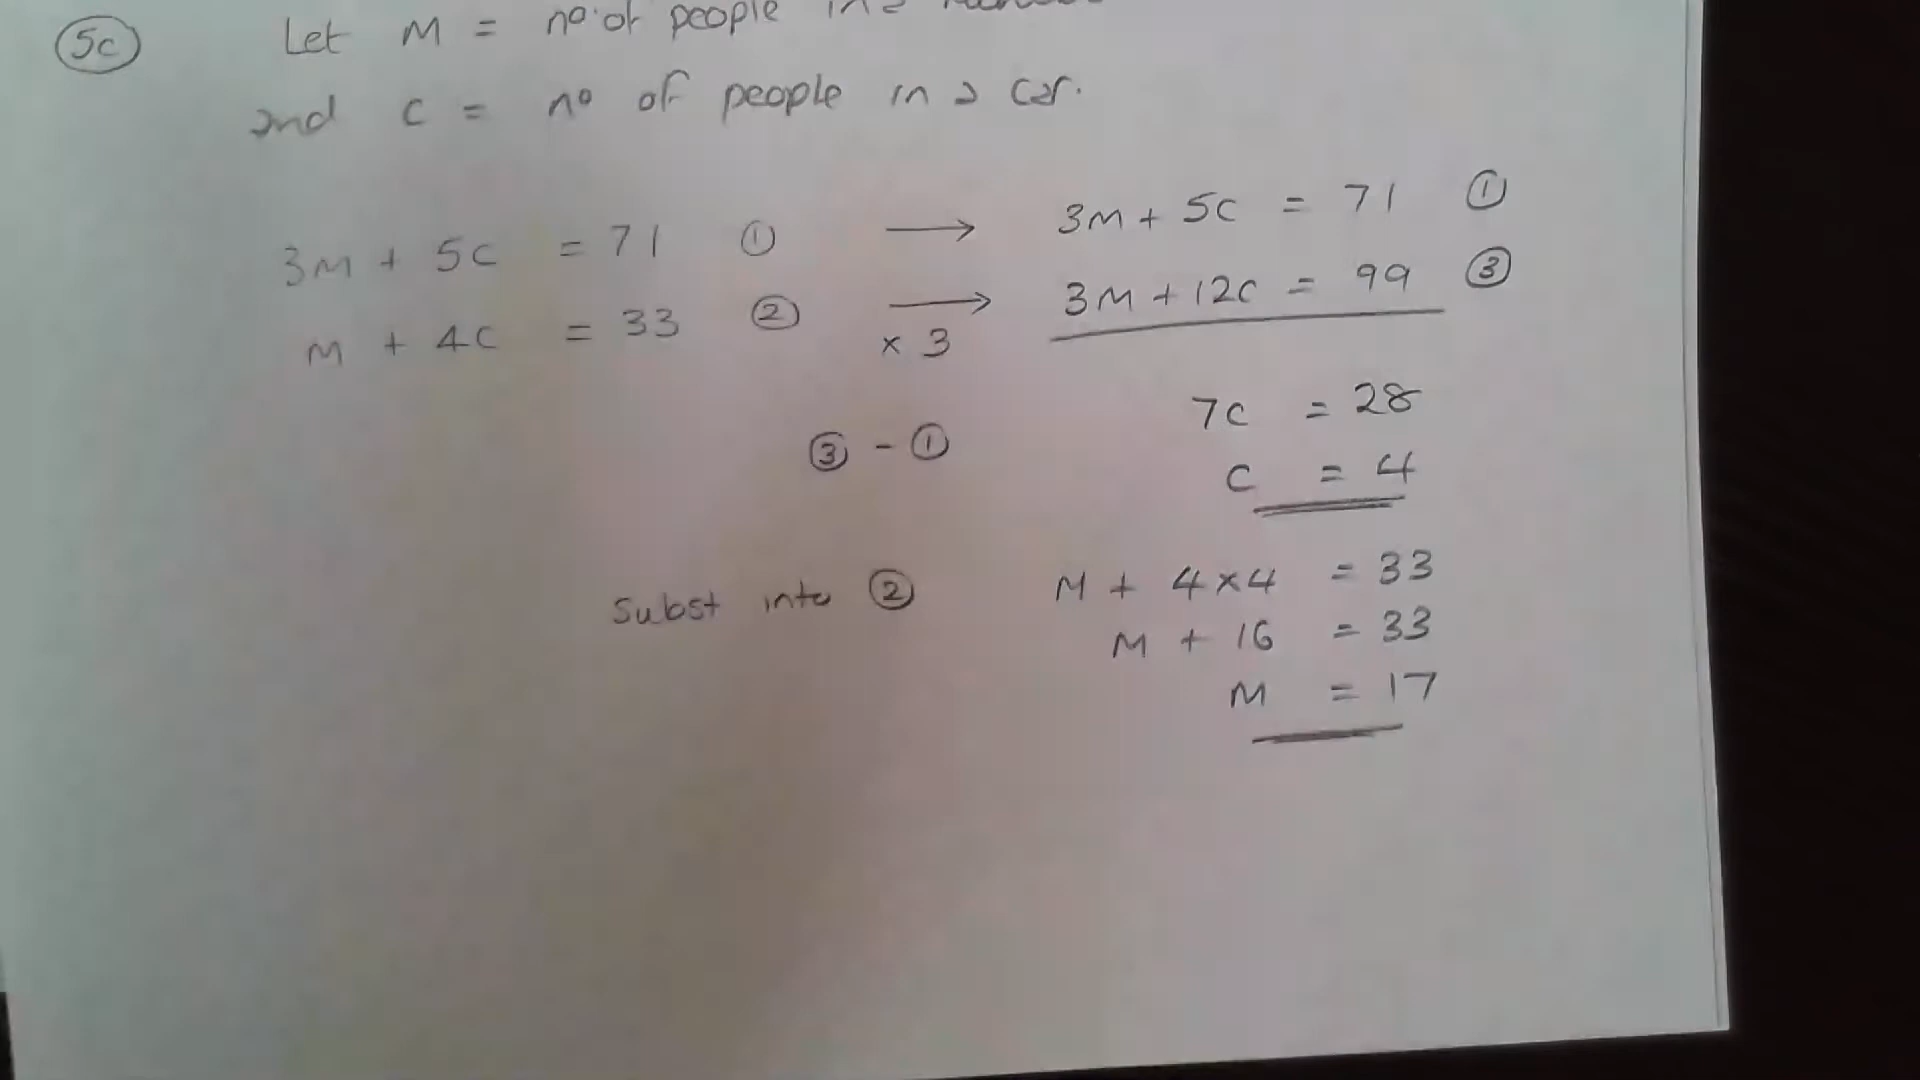 5c Let M = no. of people in a
and C = no of people in a car.
3M + 5C = 71 ① → 3M + 5C = 71 ①
M + 4C = 33 ② → × 3 3M + 12C = 99 ③
7C = 28
③ - ①
C = 4
Subst into ② M + 4×4 = 33
M + 16 = 33
M = 17